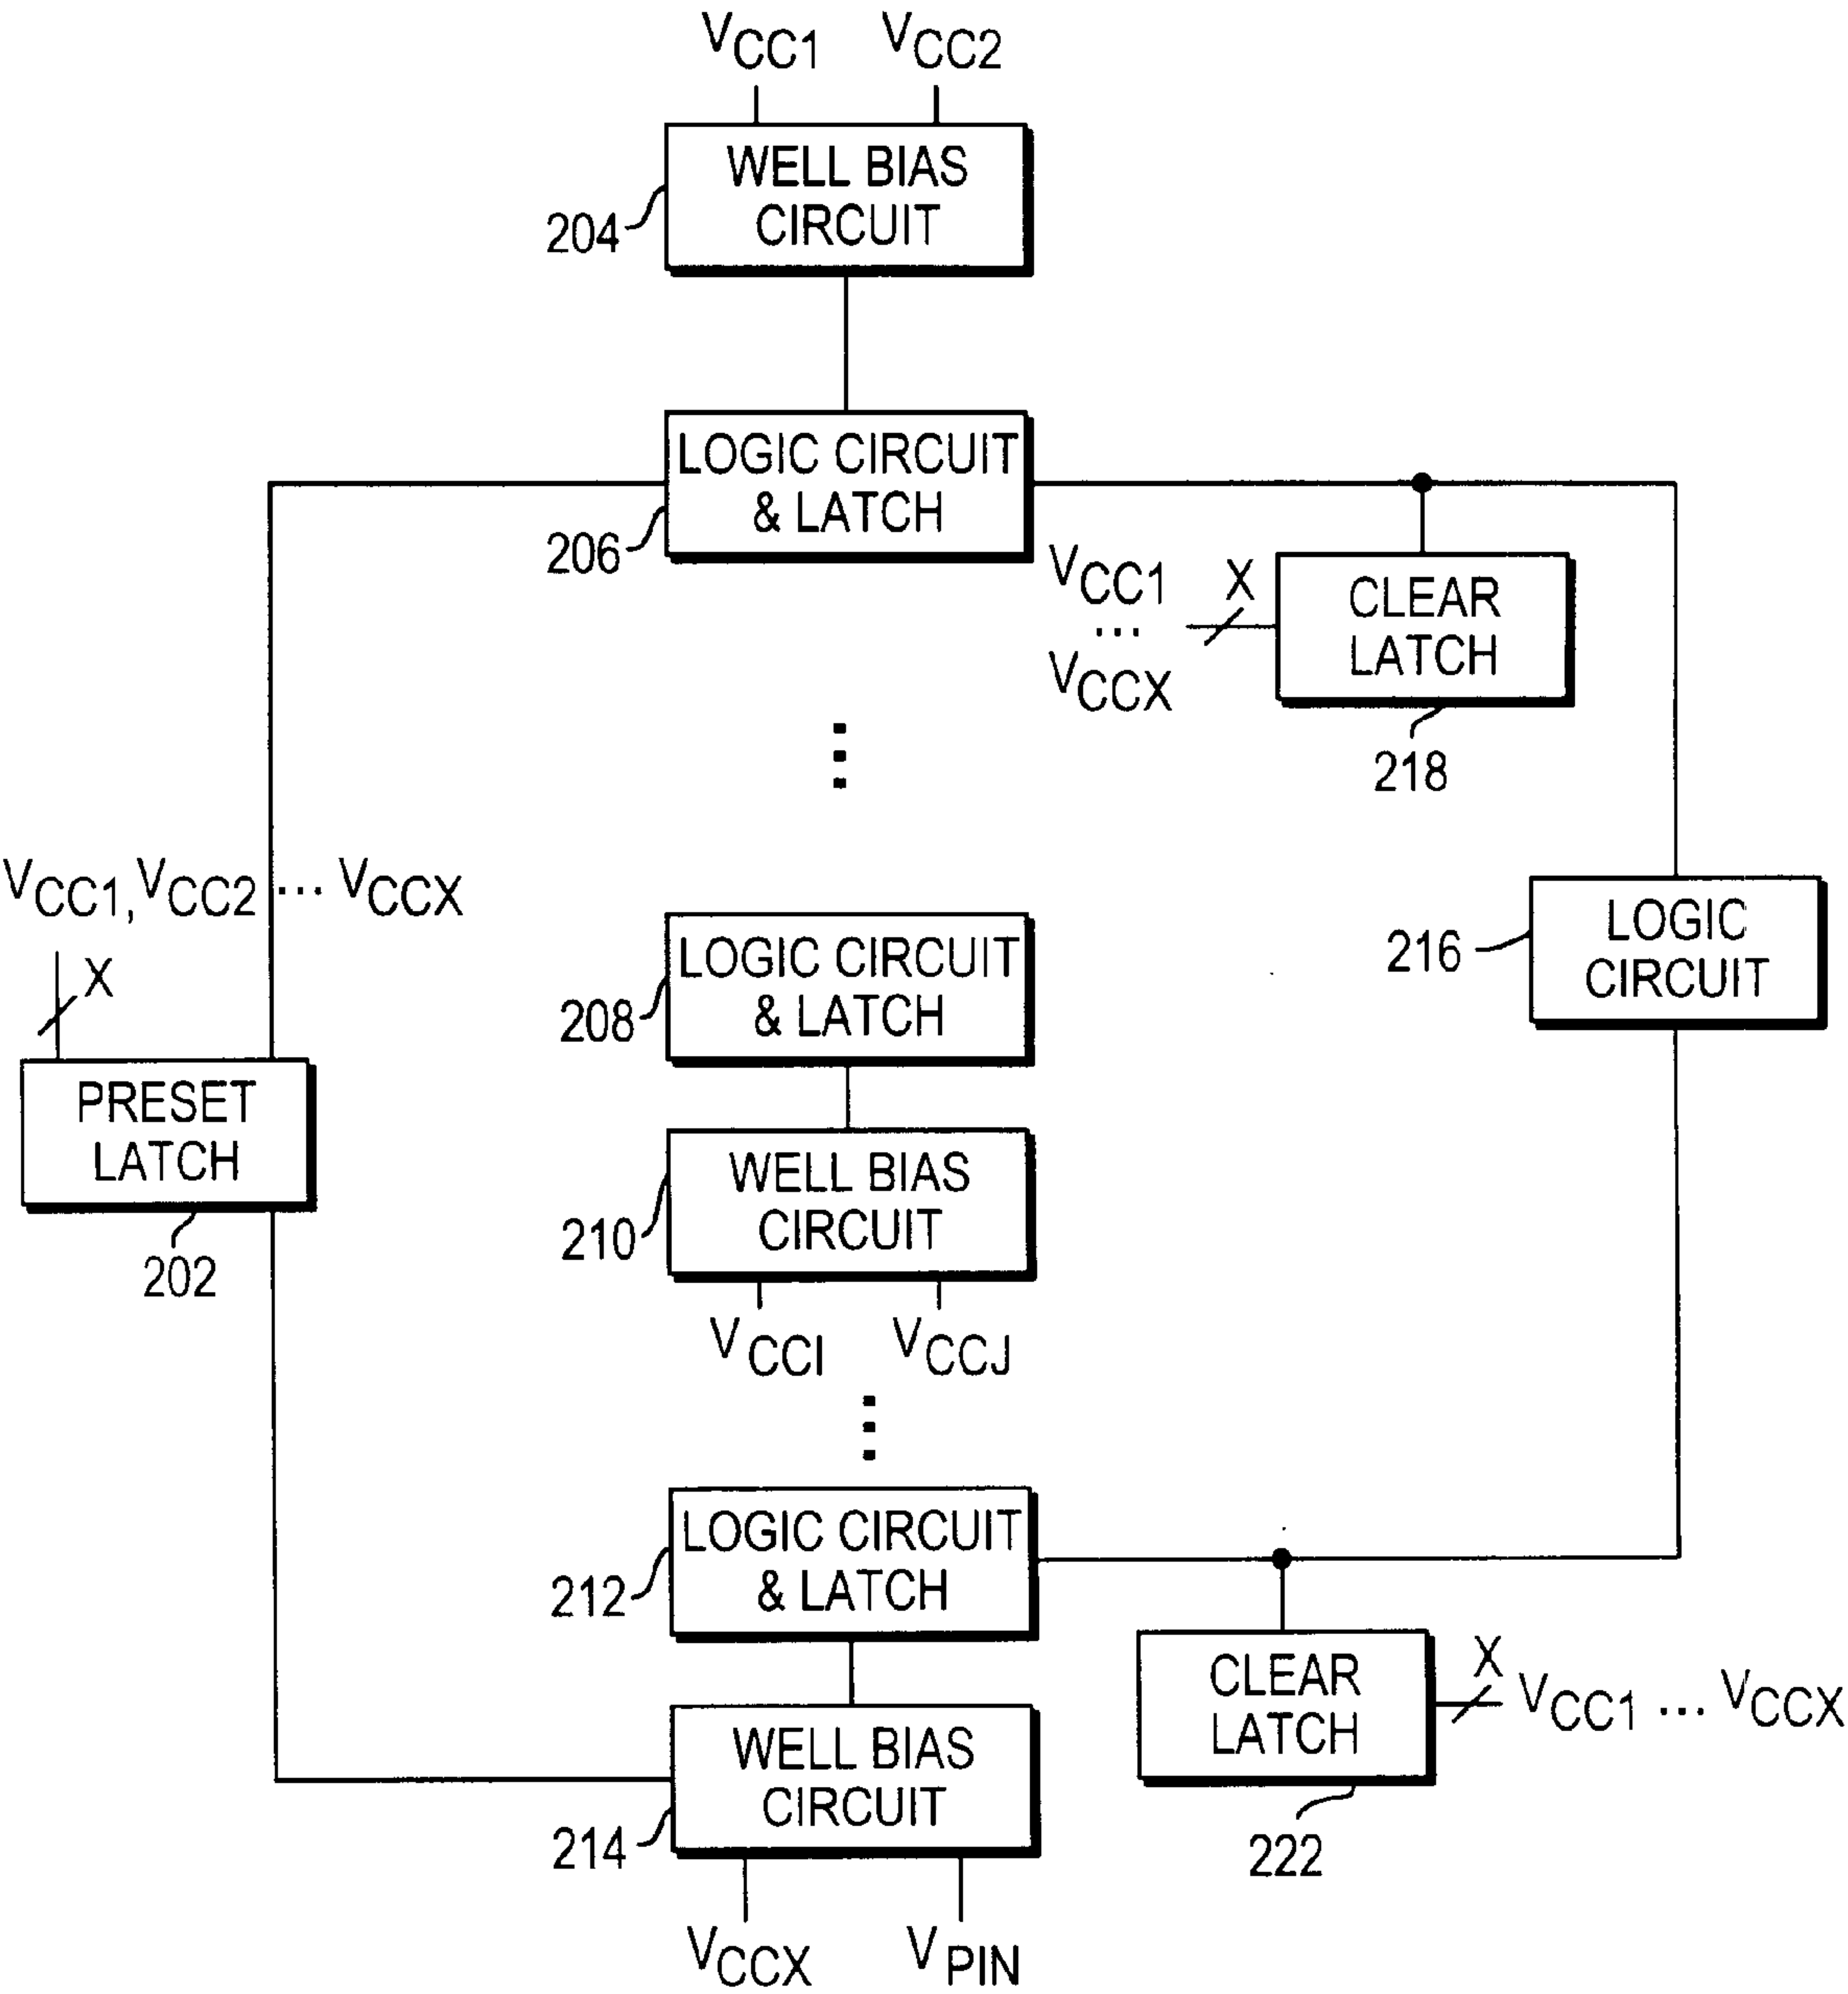 VCC1 VCC2
WELL BIAS
CIRCUIT
204
LOGIC CIRCUIT
& LATCH
206
VCC1
...
VCCX
X
CLEAR
LATCH
218
VCC1, VCC2 ... VCCX
X
PRESET
LATCH
202
LOGIC CIRCUIT
& LATCH
208
LOGIC
CIRCUIT
216
WELL BIAS
CIRCUIT
210
VCCI VCCJ
LOGIC CIRCUIT
& LATCH
212
CLEAR
LATCH
222
X
VCC1 ... VCCX
WELL BIAS
CIRCUIT
214
VCCX VPIN